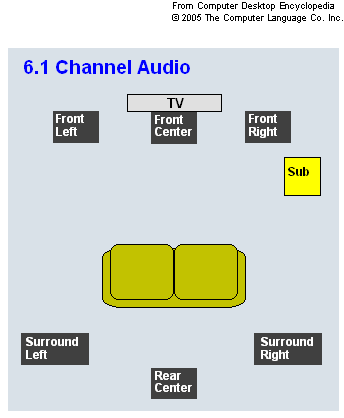 From Computer Desktop Encyclopedia
© 2005 The Computer Language Co. Inc.
6.1 Channel Audio
TV
Front
Left
Front
Center
Front
Right
Sub
Surround
Left
Surround
Right
Rear
Center